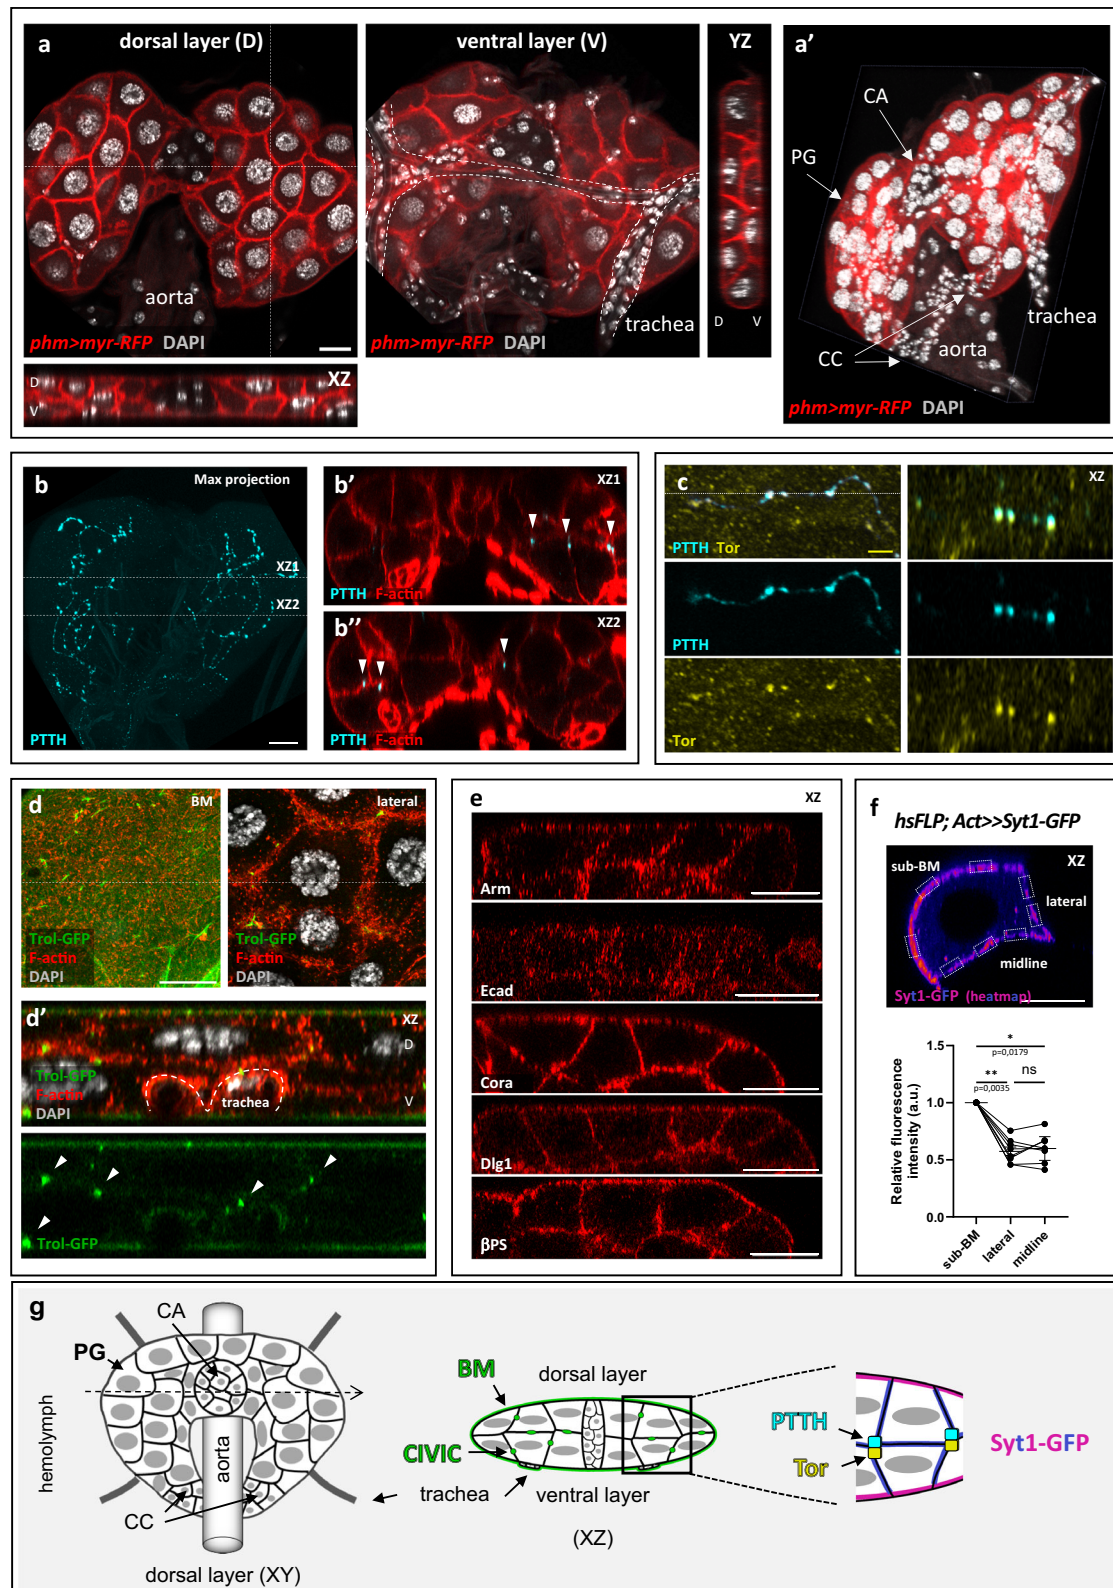 a
dorsal layer (D)
aorta
phm>myr-RFP DAPI
ventral layer (V)
trachea
YZ
D V
XZ
D
V
a'
CA
PG
trachea
CC
aorta
phm>myr-RFP DAPI
b
Max projection
XZ1
XZ2
PTTH
b'
XZ1
PTTH F-actin
b''
XZ2
PTTH F-actin
c
XZ
PTTH Tor
PTTH
Tor
d
BM
Trol-GFP
F-actin
DAPI
lateral
Trol-GFP
F-actin
DAPI
d'
XZ
D
Trol-GFP
F-actin
DAPI
trachea
V
Trol-GFP
e
XZ
Arm
Ecad
Cora
Dlg1
βPS
f
hsFLP; Act>>Syt1-GFP
XZ
sub-BM
lateral
midline
Syt1-GFP (heatmap)
Relative fluorescence
intensity (a.u.)
1.5
1.0
0.5
0.0
*
p=0,0179
**
ns
p=0,0035
sub-BM
lateral
midline
g
CA
PG
hemolymph
aorta
CC
dorsal layer (XY)
BM
dorsal layer
CIVIC
trachea
ventral layer
(XZ)
PTTH
Tor
Syt1-GFP